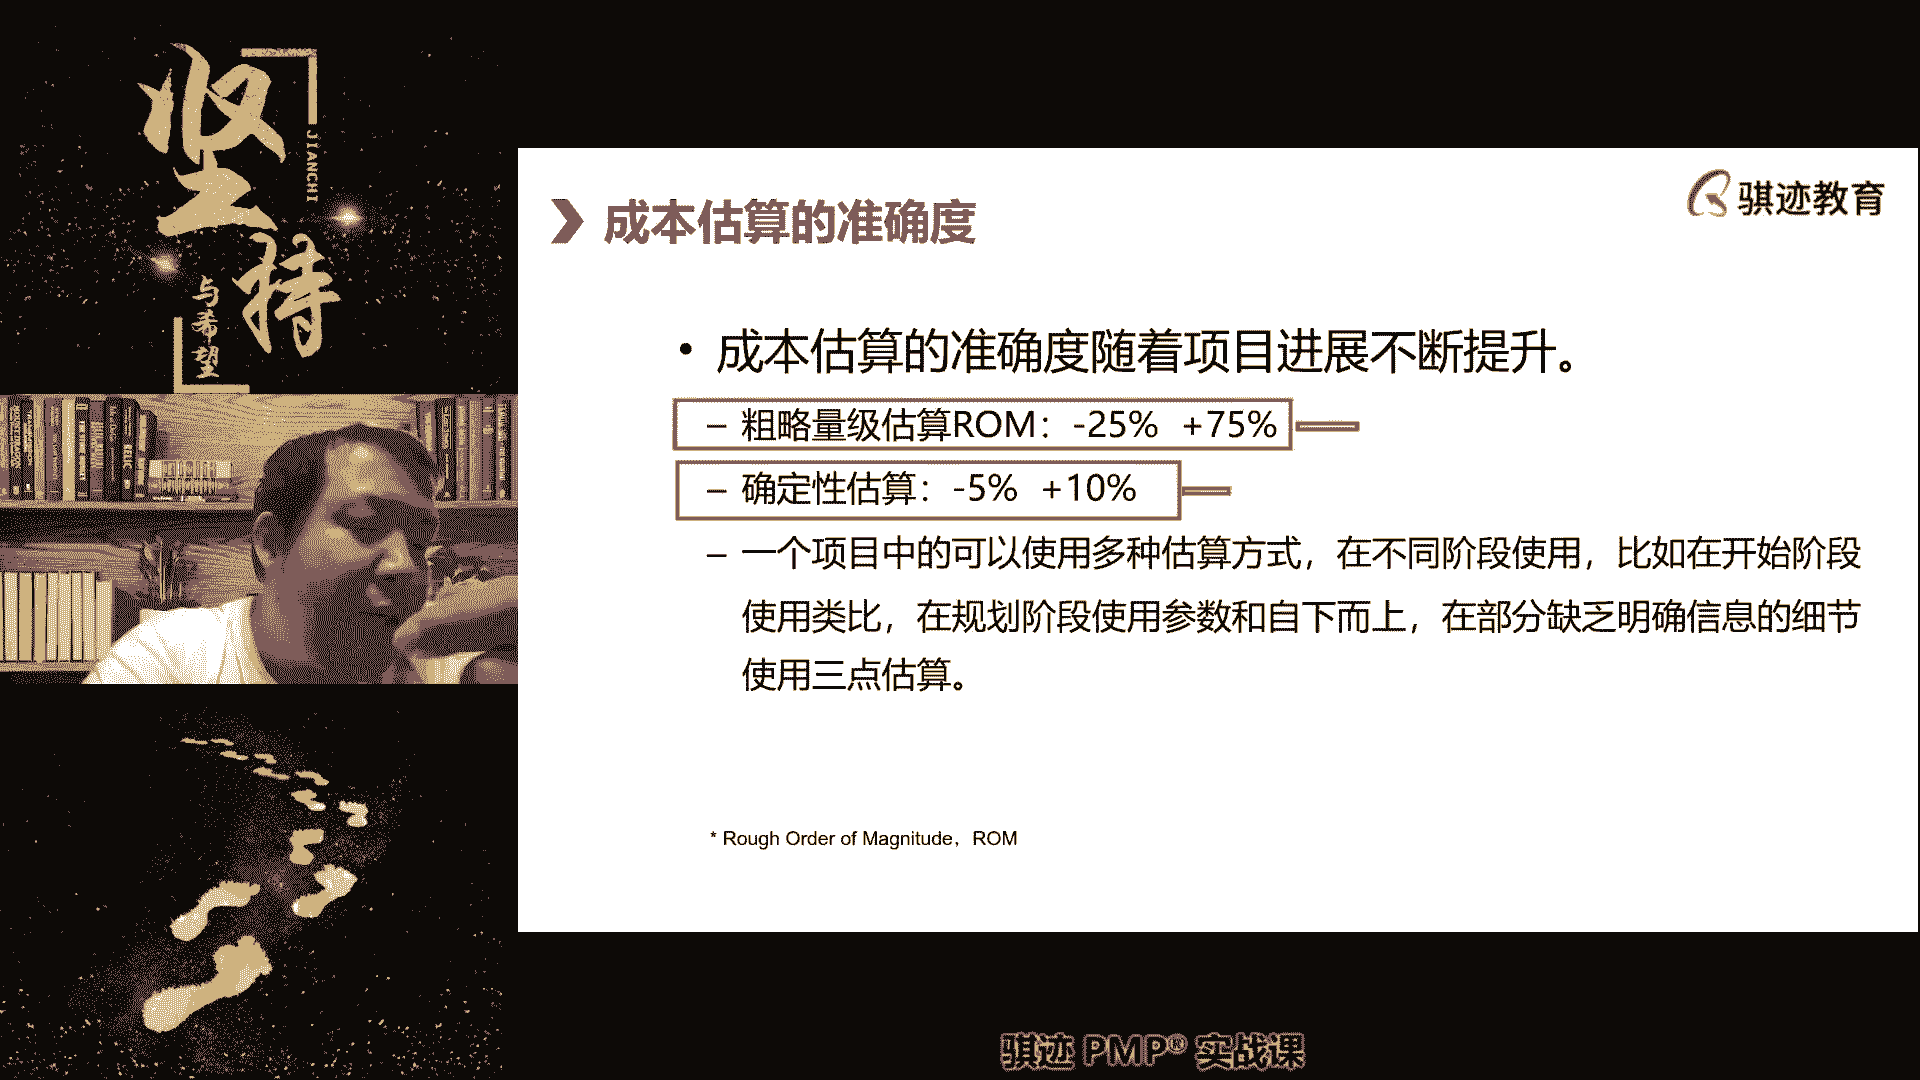 坚持
JIANCHI
与希望
骐迹教育
成本估算的准确度
• 成本估算的准确度随着项目进展不断提升。
– 粗略量级估算ROM：-25% +75%
– 确定性估算：-5% +10%
– 一个项目中的可以使用多种估算方式，在不同阶段使用，比如在开始阶段
使用类比，在规划阶段使用参数和自下而上，在部分缺乏明确信息的细节
使用三点估算。
* Rough Order of Magnitude，ROM
骐迹 PMP® 实战课